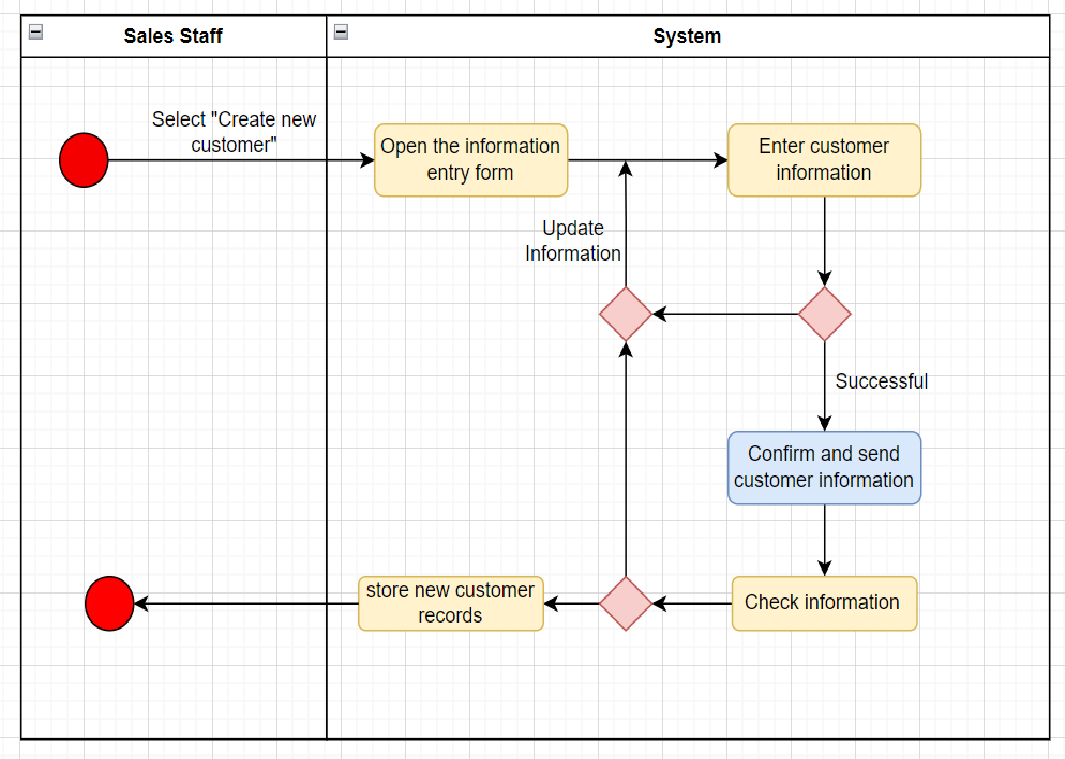 Sales Staff
System
Select "Create new
customer"
Open the information
entry form
Enter customer
information
Update
Information
Successful
Confirm and send
customer information
store new customer
records
Check information